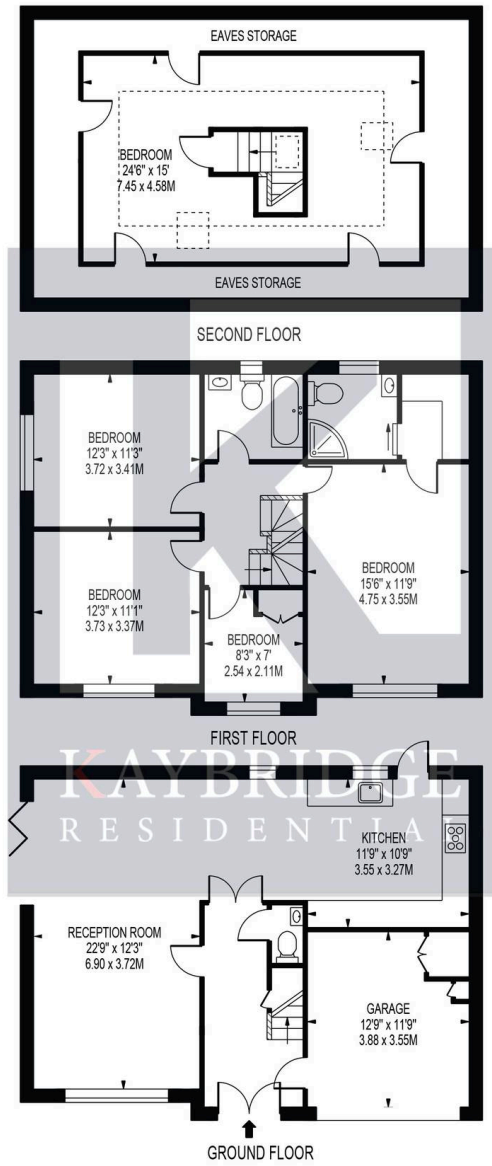 EAVES STORAGE
BEDROOM
24'6" x 15'
7.45 x 4.58M
EAVES STORAGE
SECOND FLOOR
BEDROOM
12'3" x 11'3"
3.72 x 3.41M
BEDROOM
12'3" x 11'1"
3.73 x 3.37M
BEDROOM
15'6" x 11'9"
4.75 x 3.55M
BEDROOM
8'3" x 7'
2.54 x 2.11M
FIRST FLOOR
KAYBRIDGE
RESIDENTIAL
KITCHEN
11'9" x 10'9"
3.55 x 3.27M
RECEPTION ROOM
22'9" x 12'3"
6.90 x 3.72M
GARAGE
12'9" x 11'9"
3.88 x 3.55M
GROUND FLOOR